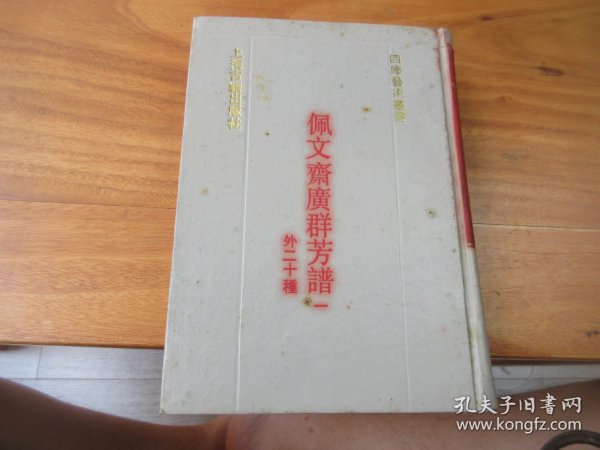 四庫藝術叢書
佩文齋廣群芳譜 一
外二十種
上海古籍出版社
孔夫子旧书网
www.kongfz.com